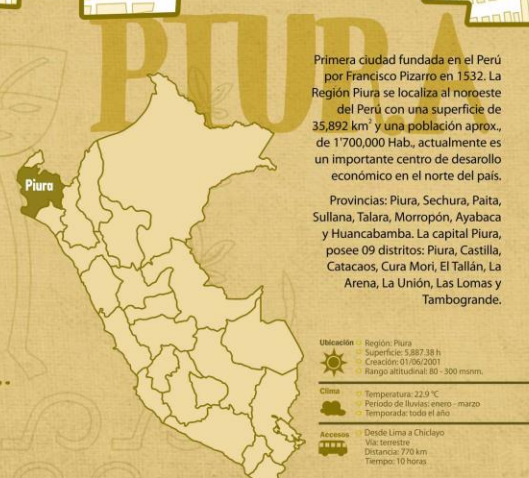 PIURA
Primera ciudad fundada en el Perú
por Francisco Pizarro en 1532. La
Región Piura se localiza al noroeste
del Perú con una superficie de
35,892 km² y una población aprox.,
de 1'700,000 Hab., actualmente es
un importante centro de desarollo
económico en el norte del país.
Provincias: Piura, Sechura, Paita,
Sullana, Talara, Morropón, Ayabaca
y Huancabamba. La capital Piura,
posee 09 distritos: Piura, Castilla,
Catacaos, Cura Mori, El Tallán, La
Arena, La Unión, Las Lomas y
Tambogrande.
Piura
Ubicación
Región: Piura
Superficie: 5,887.38 h
Creación: 01/06/2001
Rango altitudinal: 80 - 300 msnm.
Clima
Temperatura: 22.9 °C
Periodo de lluvias: enero - marzo
Temporada: todo el año
Accesos
Desde Lima a Chiclayo
Vía: terrestre
Distancia: 770 km
Tiempo: 10 horas